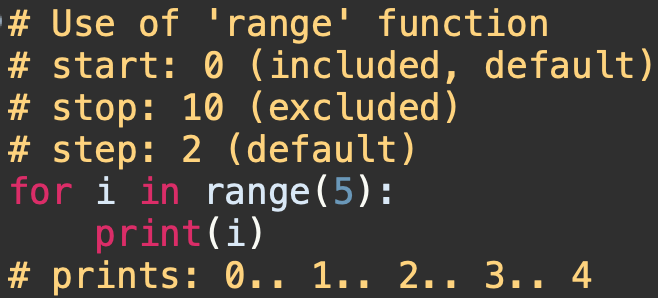 # Use of 'range' function
# start: 0 (included, default)
# stop: 10 (excluded)
# step: 2 (default)
for i in range(5):
    print(i)
# prints: 0.. 1.. 2.. 3.. 4